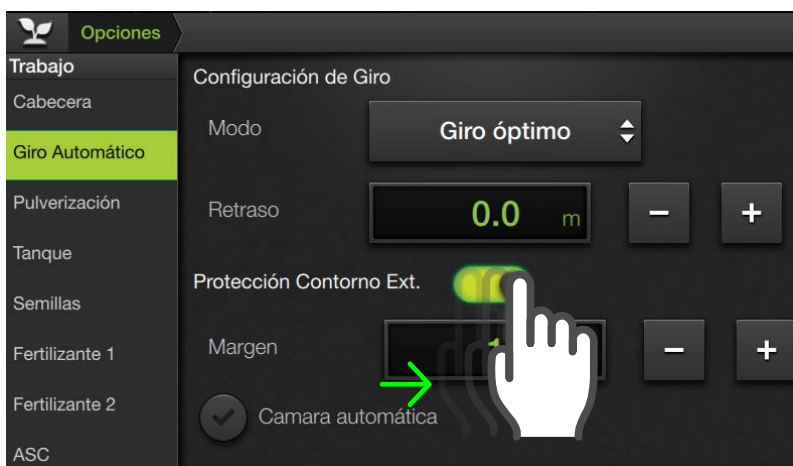 Opciones
Trabajo
Cabecera
Giro Automático
Pulverización
Tanque
Semillas
Fertilizante 1
Fertilizante 2
ASC
Configuración de Giro
Modo
Giro óptimo
Retraso
0.0 m
Protección Contorno Ext.
Margen
Camara automática